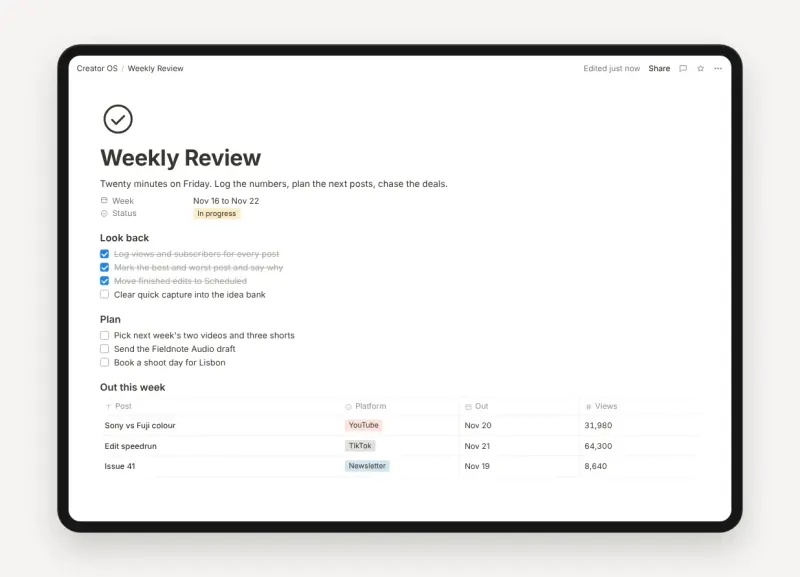 Creator OS / Weekly Review
Edited just now Share
Weekly Review
Twenty minutes on Friday. Log the numbers, plan the next posts, chase the deals.
Week Nov 16 to Nov 22
Status In progress
Look back
Log views and subscribers for every post
Mark the best and worst post and say why
Move finished edits to Scheduled
Clear quick capture into the idea bank
Plan
Pick next week's two videos and three shorts
Send the Fieldnote Audio draft
Book a shoot day for Lisbon
Out this week
Post Platform Out Views
Sony vs Fuji colour YouTube Nov 20 31,980
Edit speedrun TikTok Nov 21 64,300
Issue 41 Newsletter Nov 19 8,640